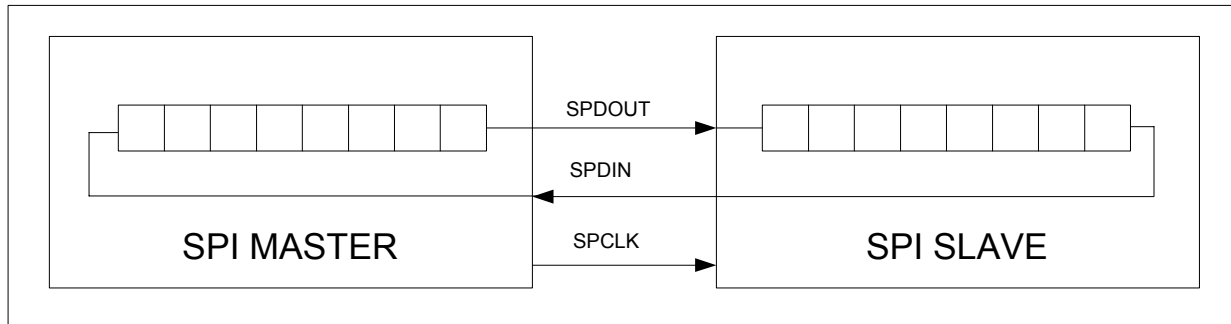 SPDOUT
SPDIN
SPCLK
SPI MASTER
SPI SLAVE